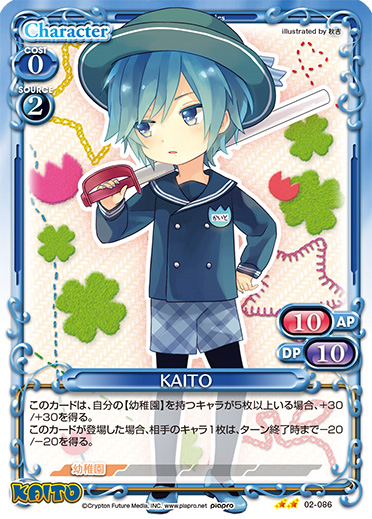 Character
illustrated by 秋吉
COST
0
SOURCE
2
かいと
10 AP
DP 10
KAITO
このカードは、自分の【幼稚園】を持つキャラが5枚以上いる場合、+30
/+30を得る。
このカードが登場した場合、相手のキャラ1枚は、ターン終了時まで−20
/−20を得る。
幼稚園
KAITO
©Crypton Future Media, INC. www.piapro.net piapro
02-086